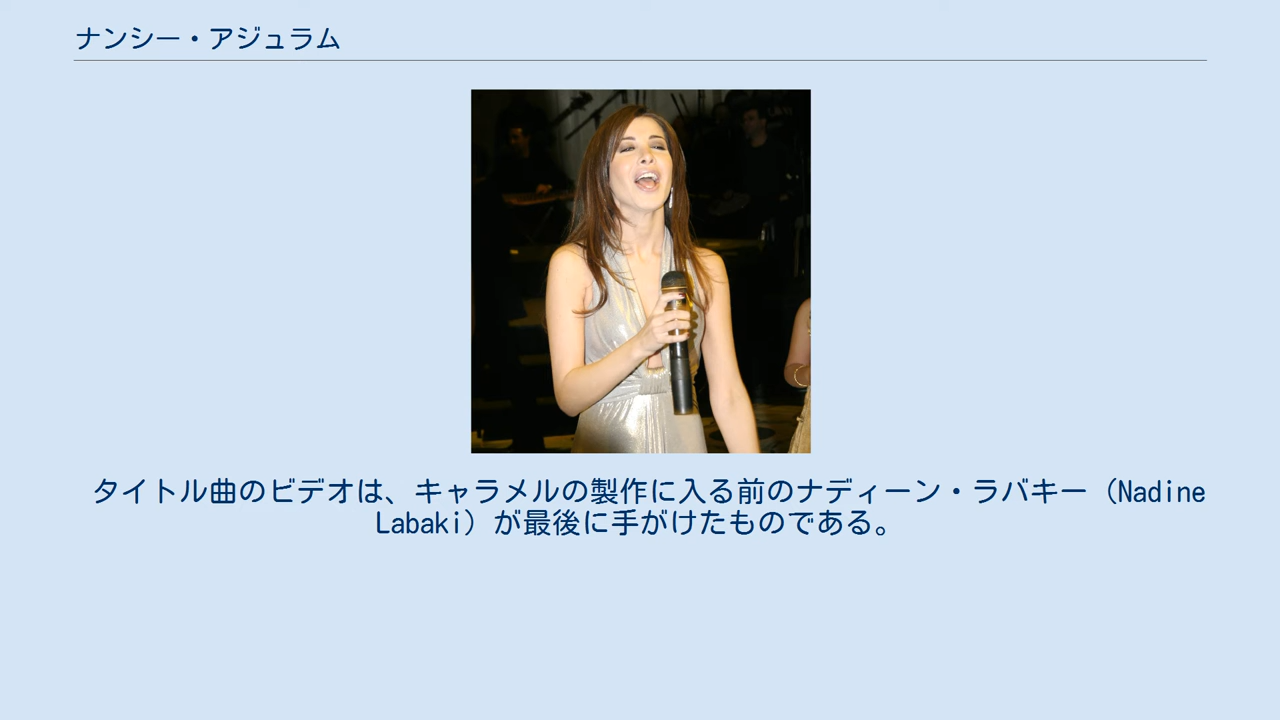 ナンシー・アジュラム
タイトル曲のビデオは、キャラメルの製作に入る前のナディーン・ラバキー（Nadine
Labaki）が最後に手がけたものである。